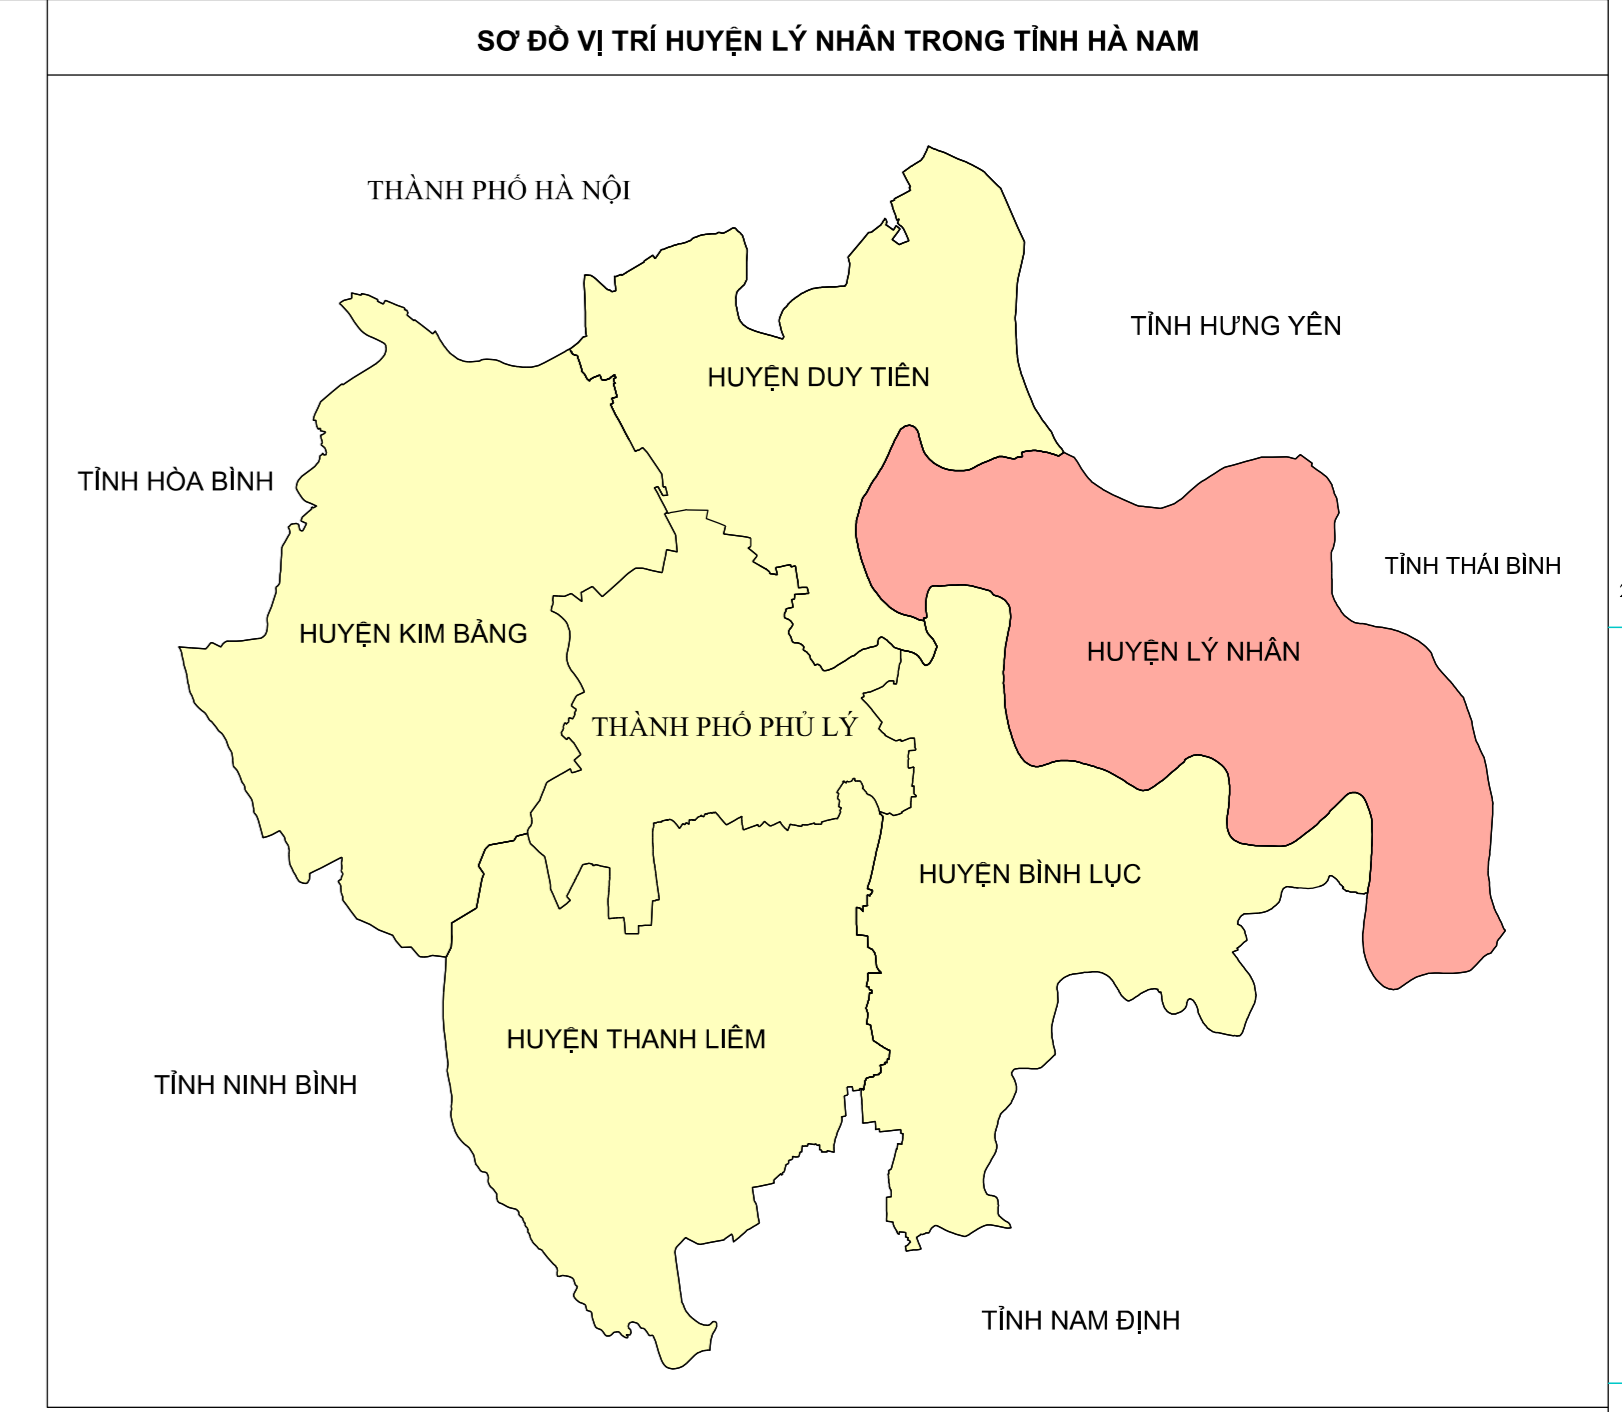 SƠ ĐỒ VỊ TRÍ HUYỆN LÝ NHÂN TRONG TỈNH HÀ NAM
THÀNH PHỐ HÀ NỘI
TỈNH HƯNG YÊN
HUYỆN DUY TIÊN
TỈNH HÒA BÌNH
TỈNH THÁI BÌNH
HUYỆN KIM BẢNG
HUYỆN LÝ NHÂN
THÀNH PHỐ PHỦ LÝ
HUYỆN BÌNH LỤC
HUYỆN THANH LIÊM
TỈNH NINH BÌNH
TỈNH NAM ĐỊNH